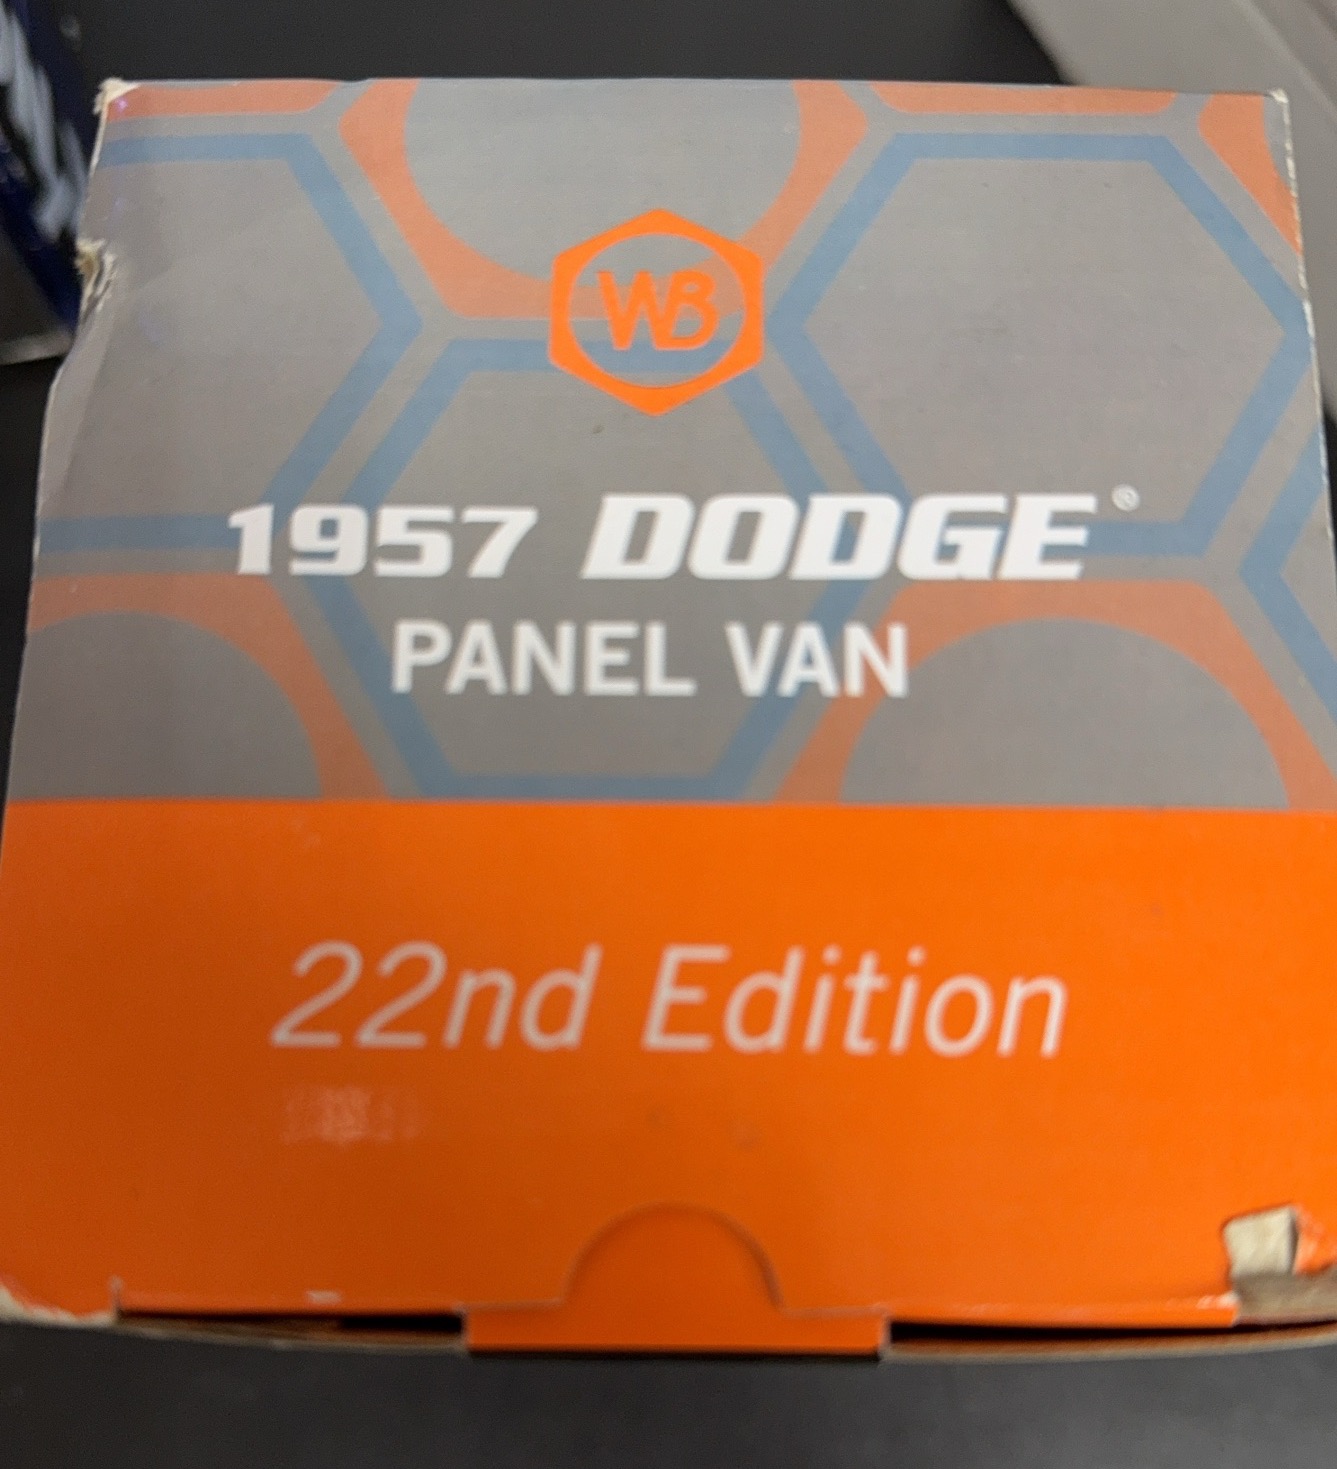 WB
1957 DODGE®
PANEL VAN
22nd Edition